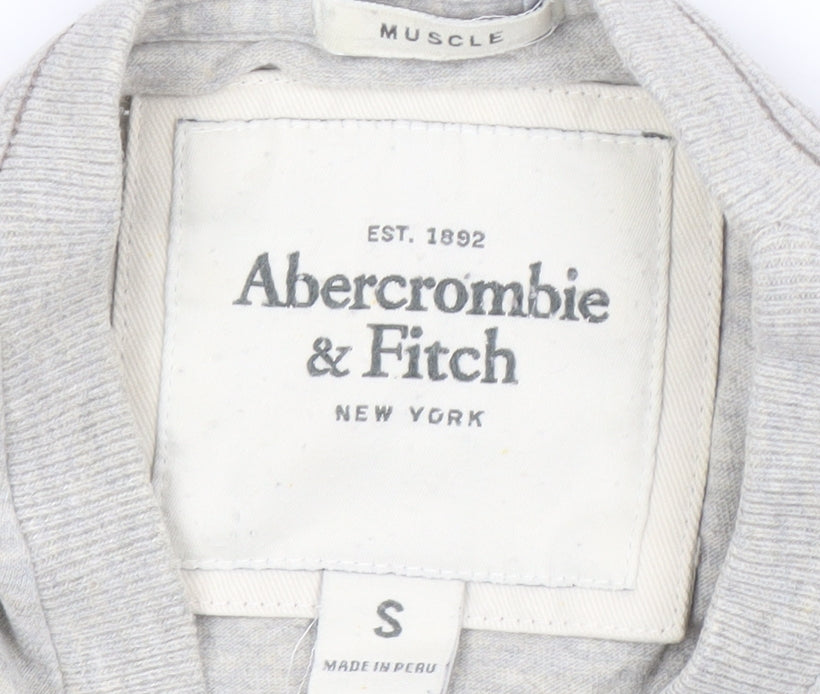 MUSCLE
EST. 1892
Abercrombie
& Fitch
NEW YORK
S
MADE IN PERU